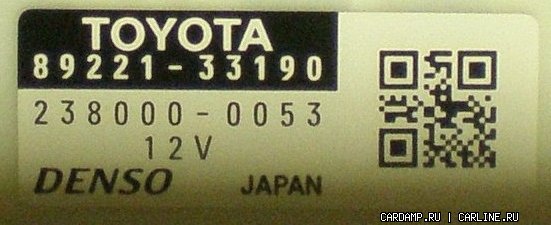 TOYOTA
89221-33190
238000-0053
12V
DENSO JAPAN
CARDAMP.RU | CARLINE.RU